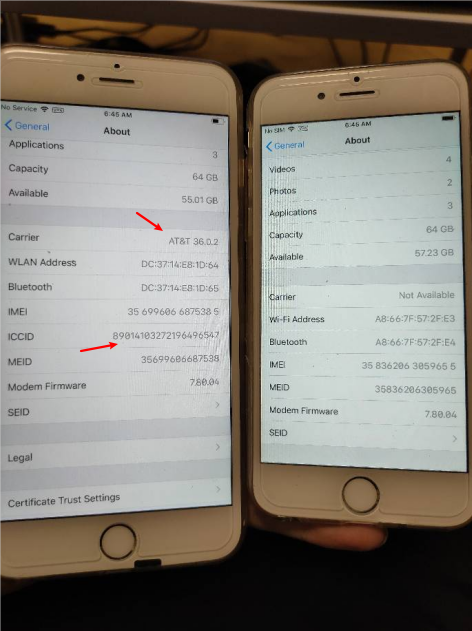 No Service VPN
6:45 AM
General
About
Applications 3
Capacity 64 GB
Available 55.01 GB
Carrier AT&T 36.0.2
WLAN Address DC:37:14:E8:1D:64
Bluetooth DC:37:14:E8:1D:65
IMEI 35 699606 687538 5
ICCID 89014103272196496547
MEID 35699606687538
Modem Firmware 7.80.04
SEID
Legal
Certificate Trust Settings
No SIM VPN
6:45 AM
General
About
Videos 4
Photos 2
Applications 3
Capacity 64 GB
Available 57.23 GB
Carrier Not Available
Wi-Fi Address A8:66:7F:57:2F:E3
Bluetooth A8:66:7F:57:2F:E4
IMEI 35 836206 305965 5
MEID 35836206305965
Modem Firmware 7.80.04
SEID